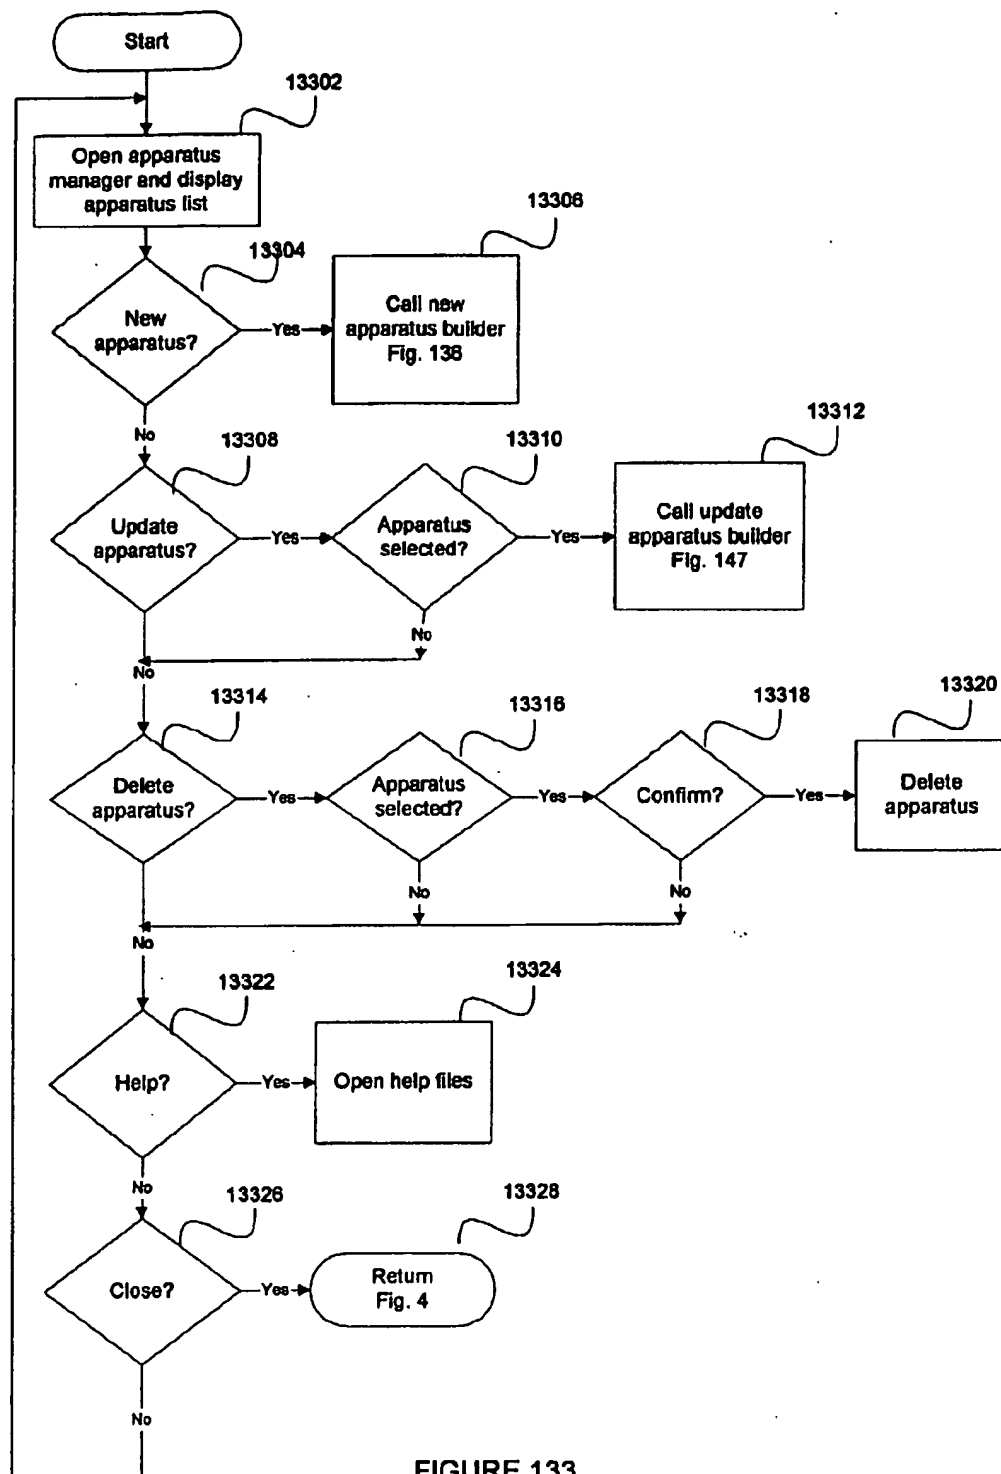 Start
13302
Open apparatus
manager and display
apparatus list
13304
13306
New
apparatus?
Yes
Call new
apparatus builder
Fig. 138
No
13308
13310
13312
Update
apparatus?
Yes
Apparatus
selected?
Yes
Call update
apparatus builder
Fig. 147
No
No
13314
13316
13318
13320
Delete
apparatus?
Yes
Apparatus
selected?
Yes
Confirm?
Yes
Delete
apparatus
No
No
No
13322
13324
Help?
Yes
Open help files
No
13326
13328
Close?
Yes
Return
Fig. 4
No
FIGURE 133